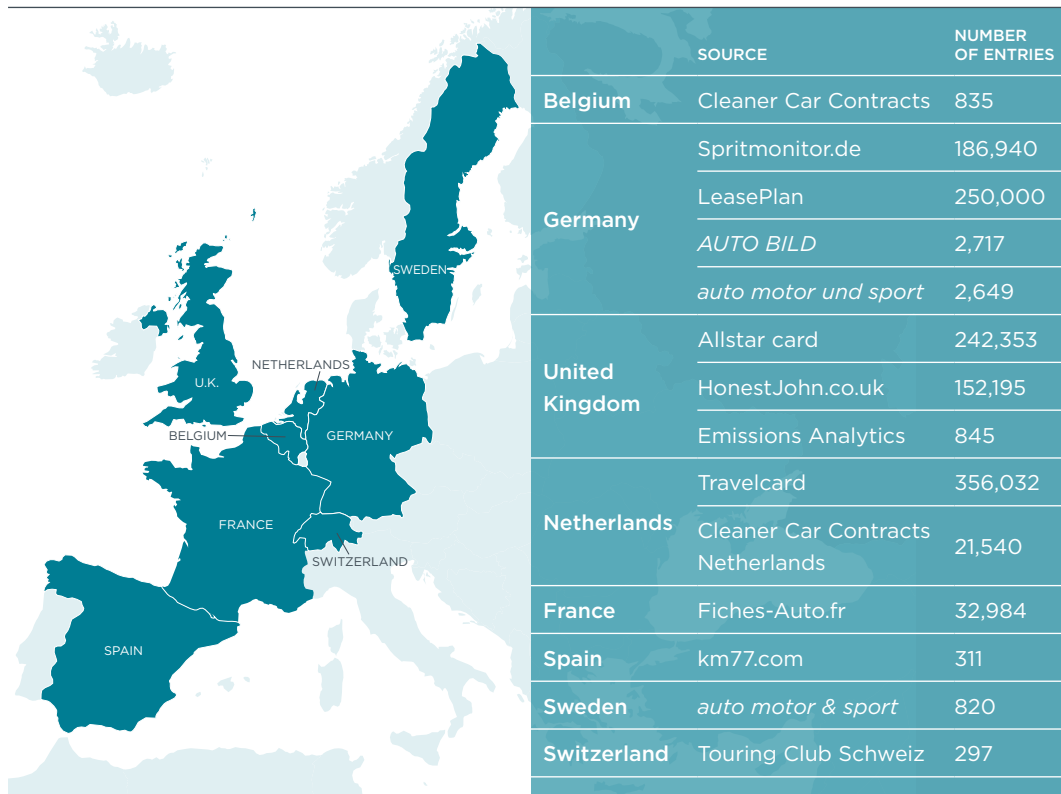 SWEDEN
NETHERLANDS
U.K.
BELGIUM
GERMANY
FRANCE
SWITZERLAND
SPAIN
SOURCE
NUMBER
OF ENTRIES
Belgium Cleaner Car Contracts 835
Germany
Spritmonitor.de 186,940
LeasePlan 250,000
AUTO BILD 2,717
auto motor und sport 2,649
United
Kingdom
Allstar card 242,353
HonestJohn.co.uk 152,195
Emissions Analytics 845
Netherlands
Travelcard 356,032
Cleaner Car Contracts
Netherlands
21,540
France Fiches-Auto.fr 32,984
Spain km77.com 311
Sweden auto motor & sport 820
Switzerland Touring Club Schweiz 297